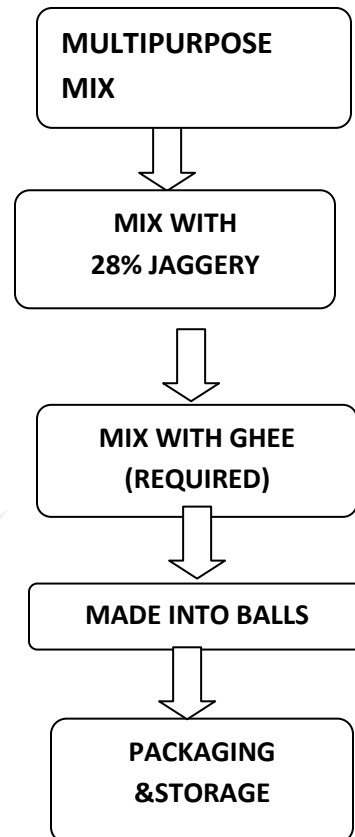 MULTIPURPOSE
MIX
MIX WITH
28% JAGGERY
MIX WITH GHEE
(REQUIRED)
MADE INTO BALLS
PACKAGING
&STORAGE